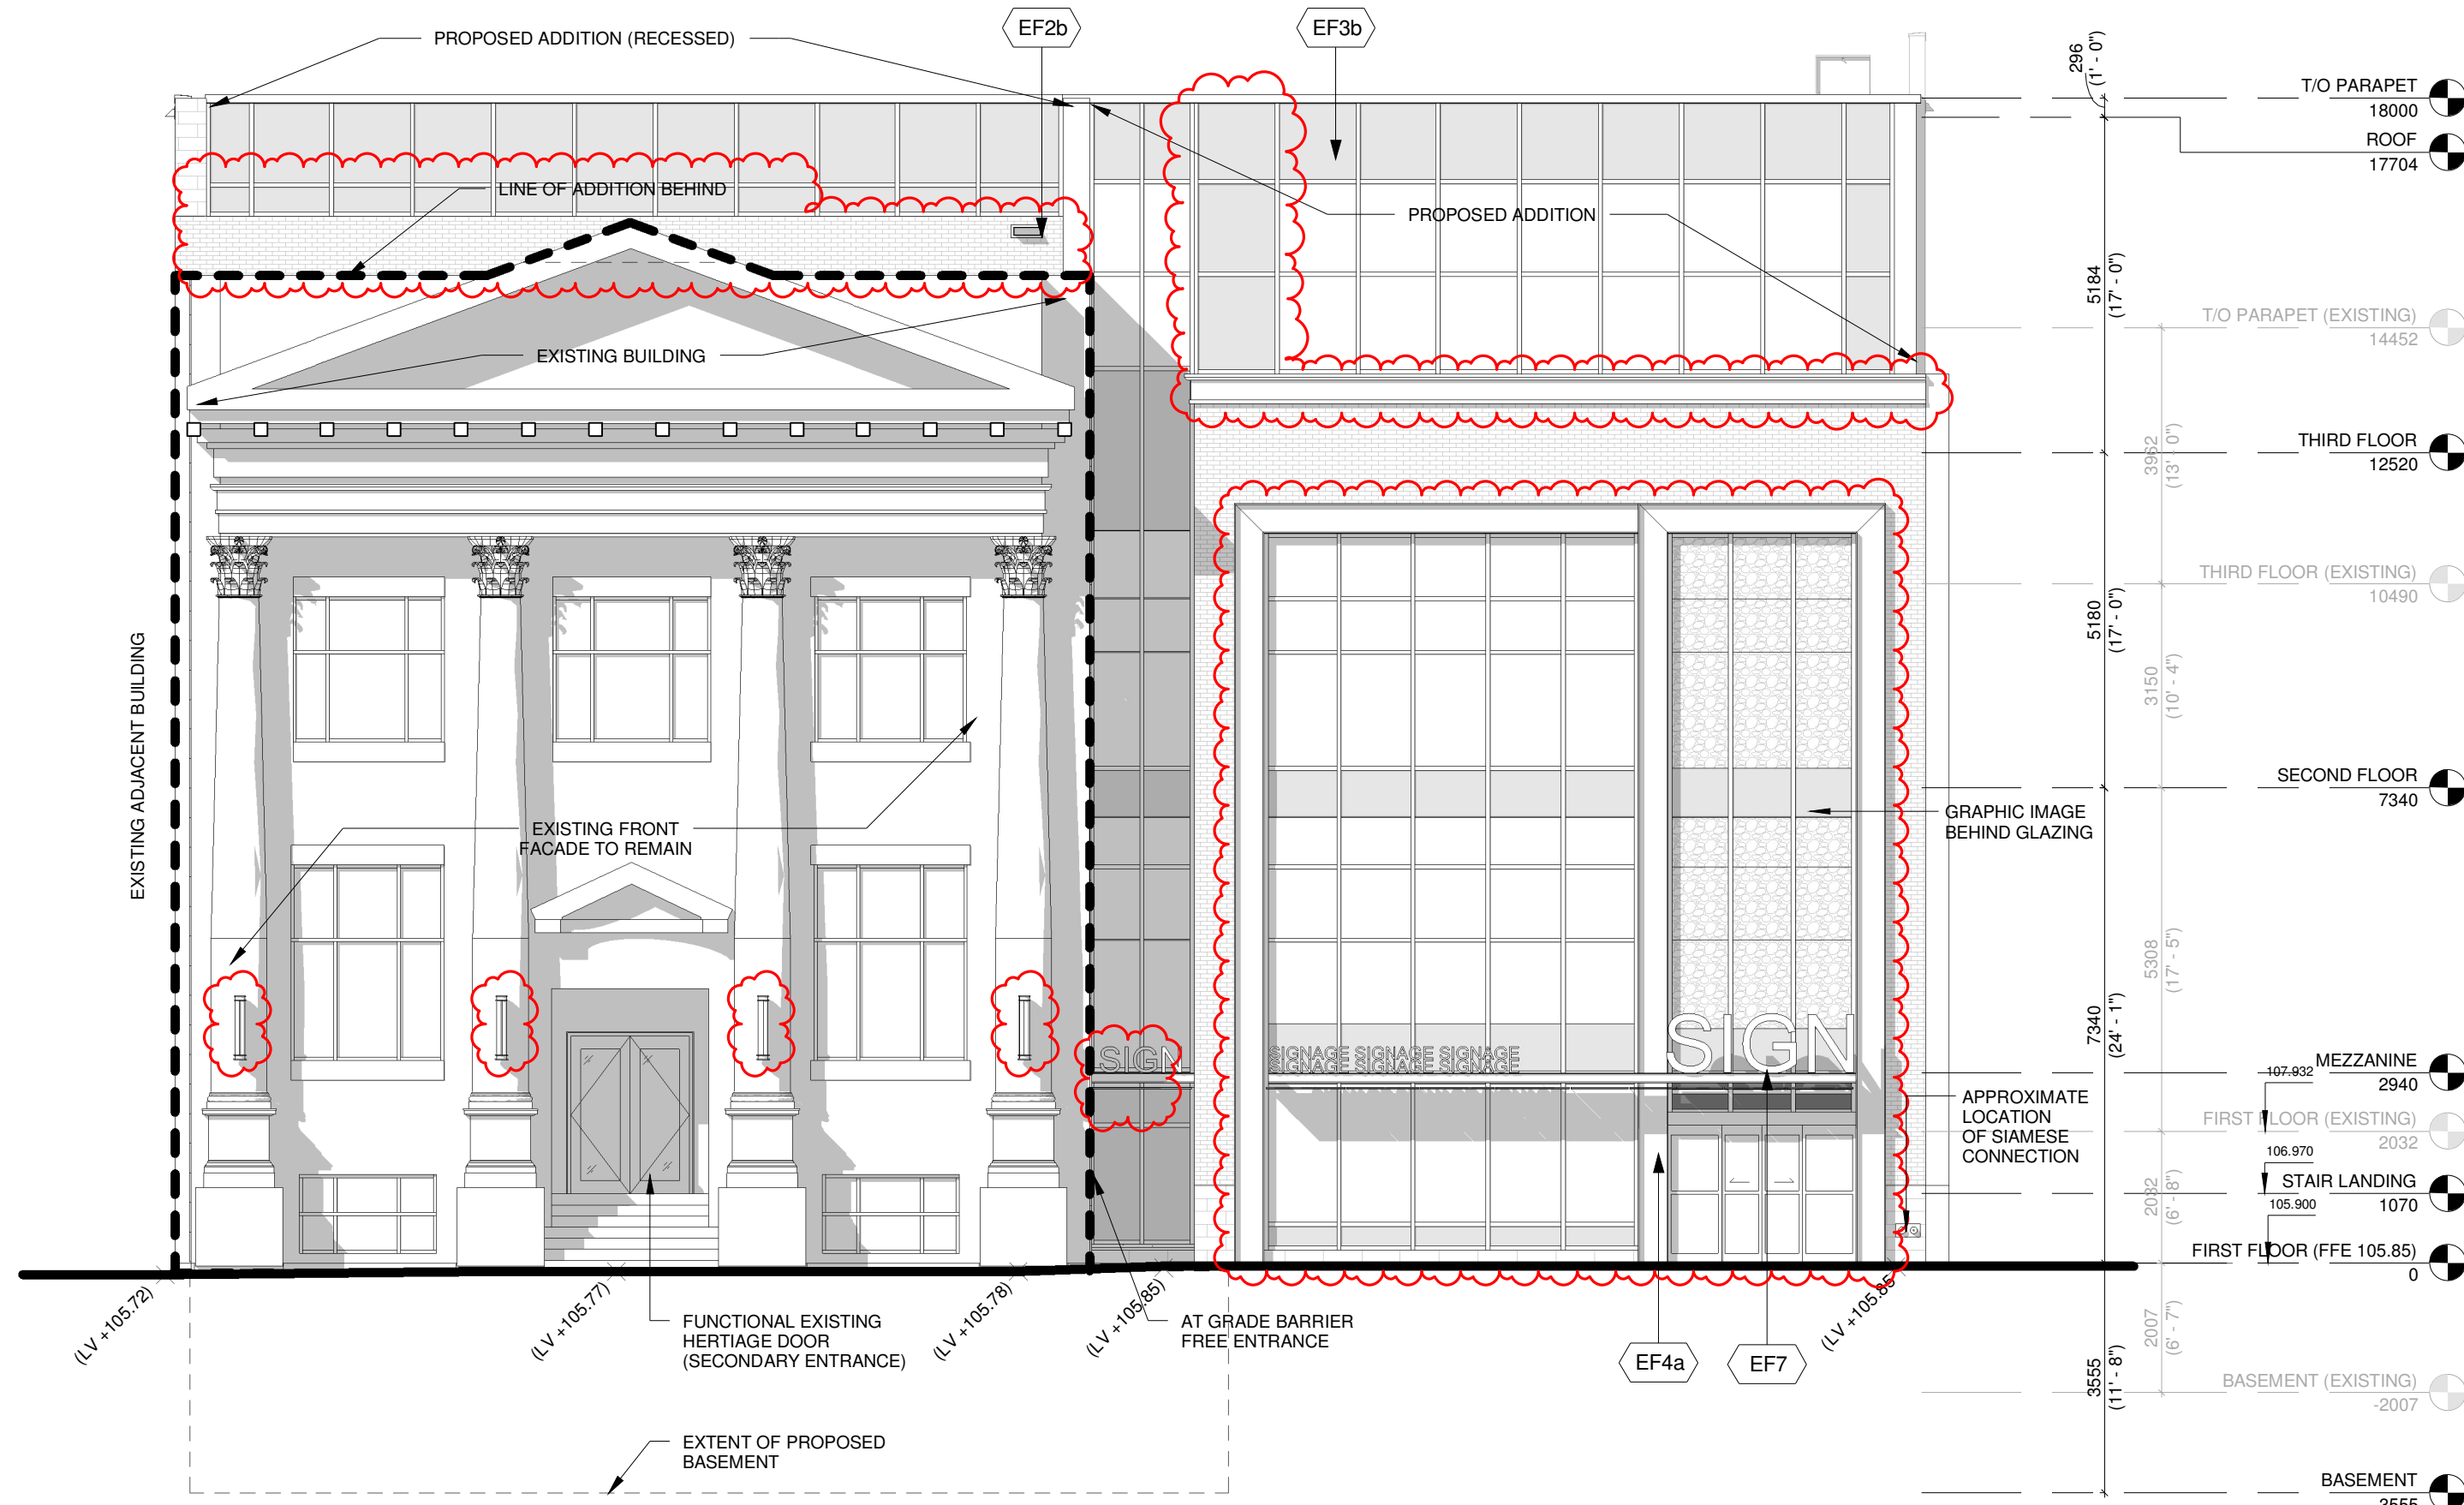 PROPOSED ADDITION (RECESSED)
EF2b
EF3b
296
(1' - 0")
T/O PARAPET
18000
ROOF
17704
LINE OF ADDITION BEHIND
PROPOSED ADDITION
5184
(17' - 0")
T/O PARAPET (EXISTING)
14452
EXISTING BUILDING
THIRD FLOOR
12520
3962
(13' - 0")
THIRD FLOOR (EXISTING)
10490
5180
(17' - 0")
3150
(10' - 4")
EXISTING ADJACENT BUILDING
SECOND FLOOR
7340
GRAPHIC IMAGE
BEHIND GLAZING
EXISTING FRONT
FACADE TO REMAIN
5308
(17' - 5")
7340
(24' - 1")
SIGN
SIGNAGE SIGNAGE SIGNAGE
SIGNAGE SIGNAGE SIGNAGE
SIGN
MEZZANINE
2940
107.932
APPROXIMATE
LOCATION
OF SIAMESE
CONNECTION
FIRST FLOOR (EXISTING)
2032
106.970
STAIR LANDING
1070
2032
(6' - 8")
105.900
FIRST FLOOR (FFE 105.85)
0
(LV +105.72)
(LV +105.77)
(LV +105.78)
(LV +105.85)
(LV +105.85)
FUNCTIONAL EXISTING
HERTIAGE DOOR
(SECONDARY ENTRANCE)
AT GRADE BARRIER
FREE ENTRANCE
EF4a
EF7
2007
(6' - 7")
3555
(11' - 8")
BASEMENT (EXISTING)
-2007
EXTENT OF PROPOSED
BASEMENT
BASEMENT